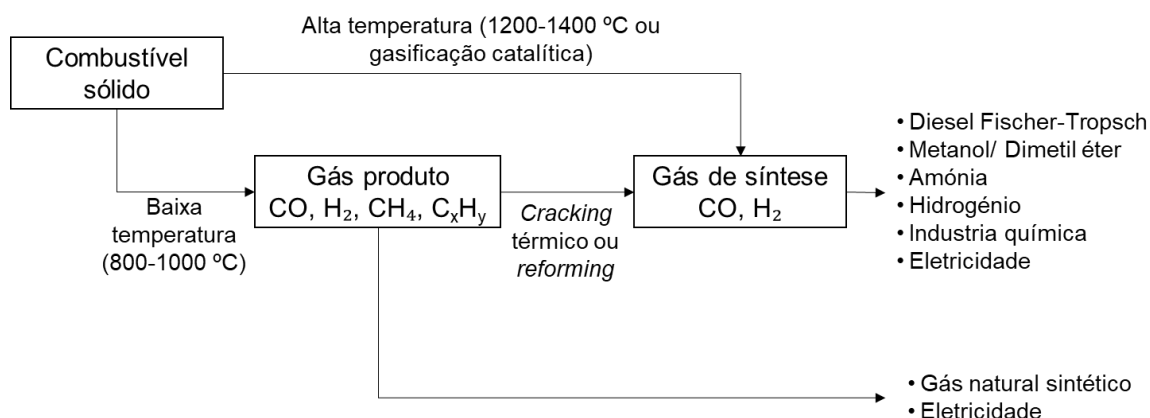 Alta temperatura (1200-1400 ºC ou
gasificação catalítica)
Combustível
sólido
Baixa
temperatura
(800-1000 ºC)
Gás produto
CO, H₂, CH₄, CₓHᵧ
Cracking
térmico ou
reforming
Gás de síntese
CO, H₂
• Diesel Fischer-Tropsch
• Metanol/ Dimetil éter
• Amónia
• Hidrogénio
• Industria química
• Eletricidade
• Gás natural sintético
• Eletricidade